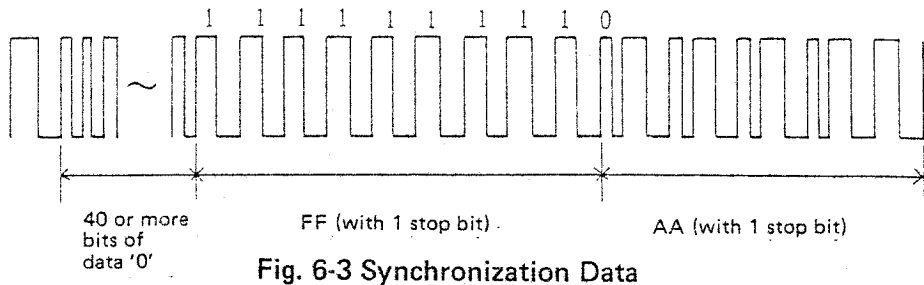 1 1 1 1 1 1 1 1 1 0
40 or more
bits of
data '0'
FF (with 1 stop bit)
AA (with 1 stop bit)
Fig. 6-3 Synchronization Data